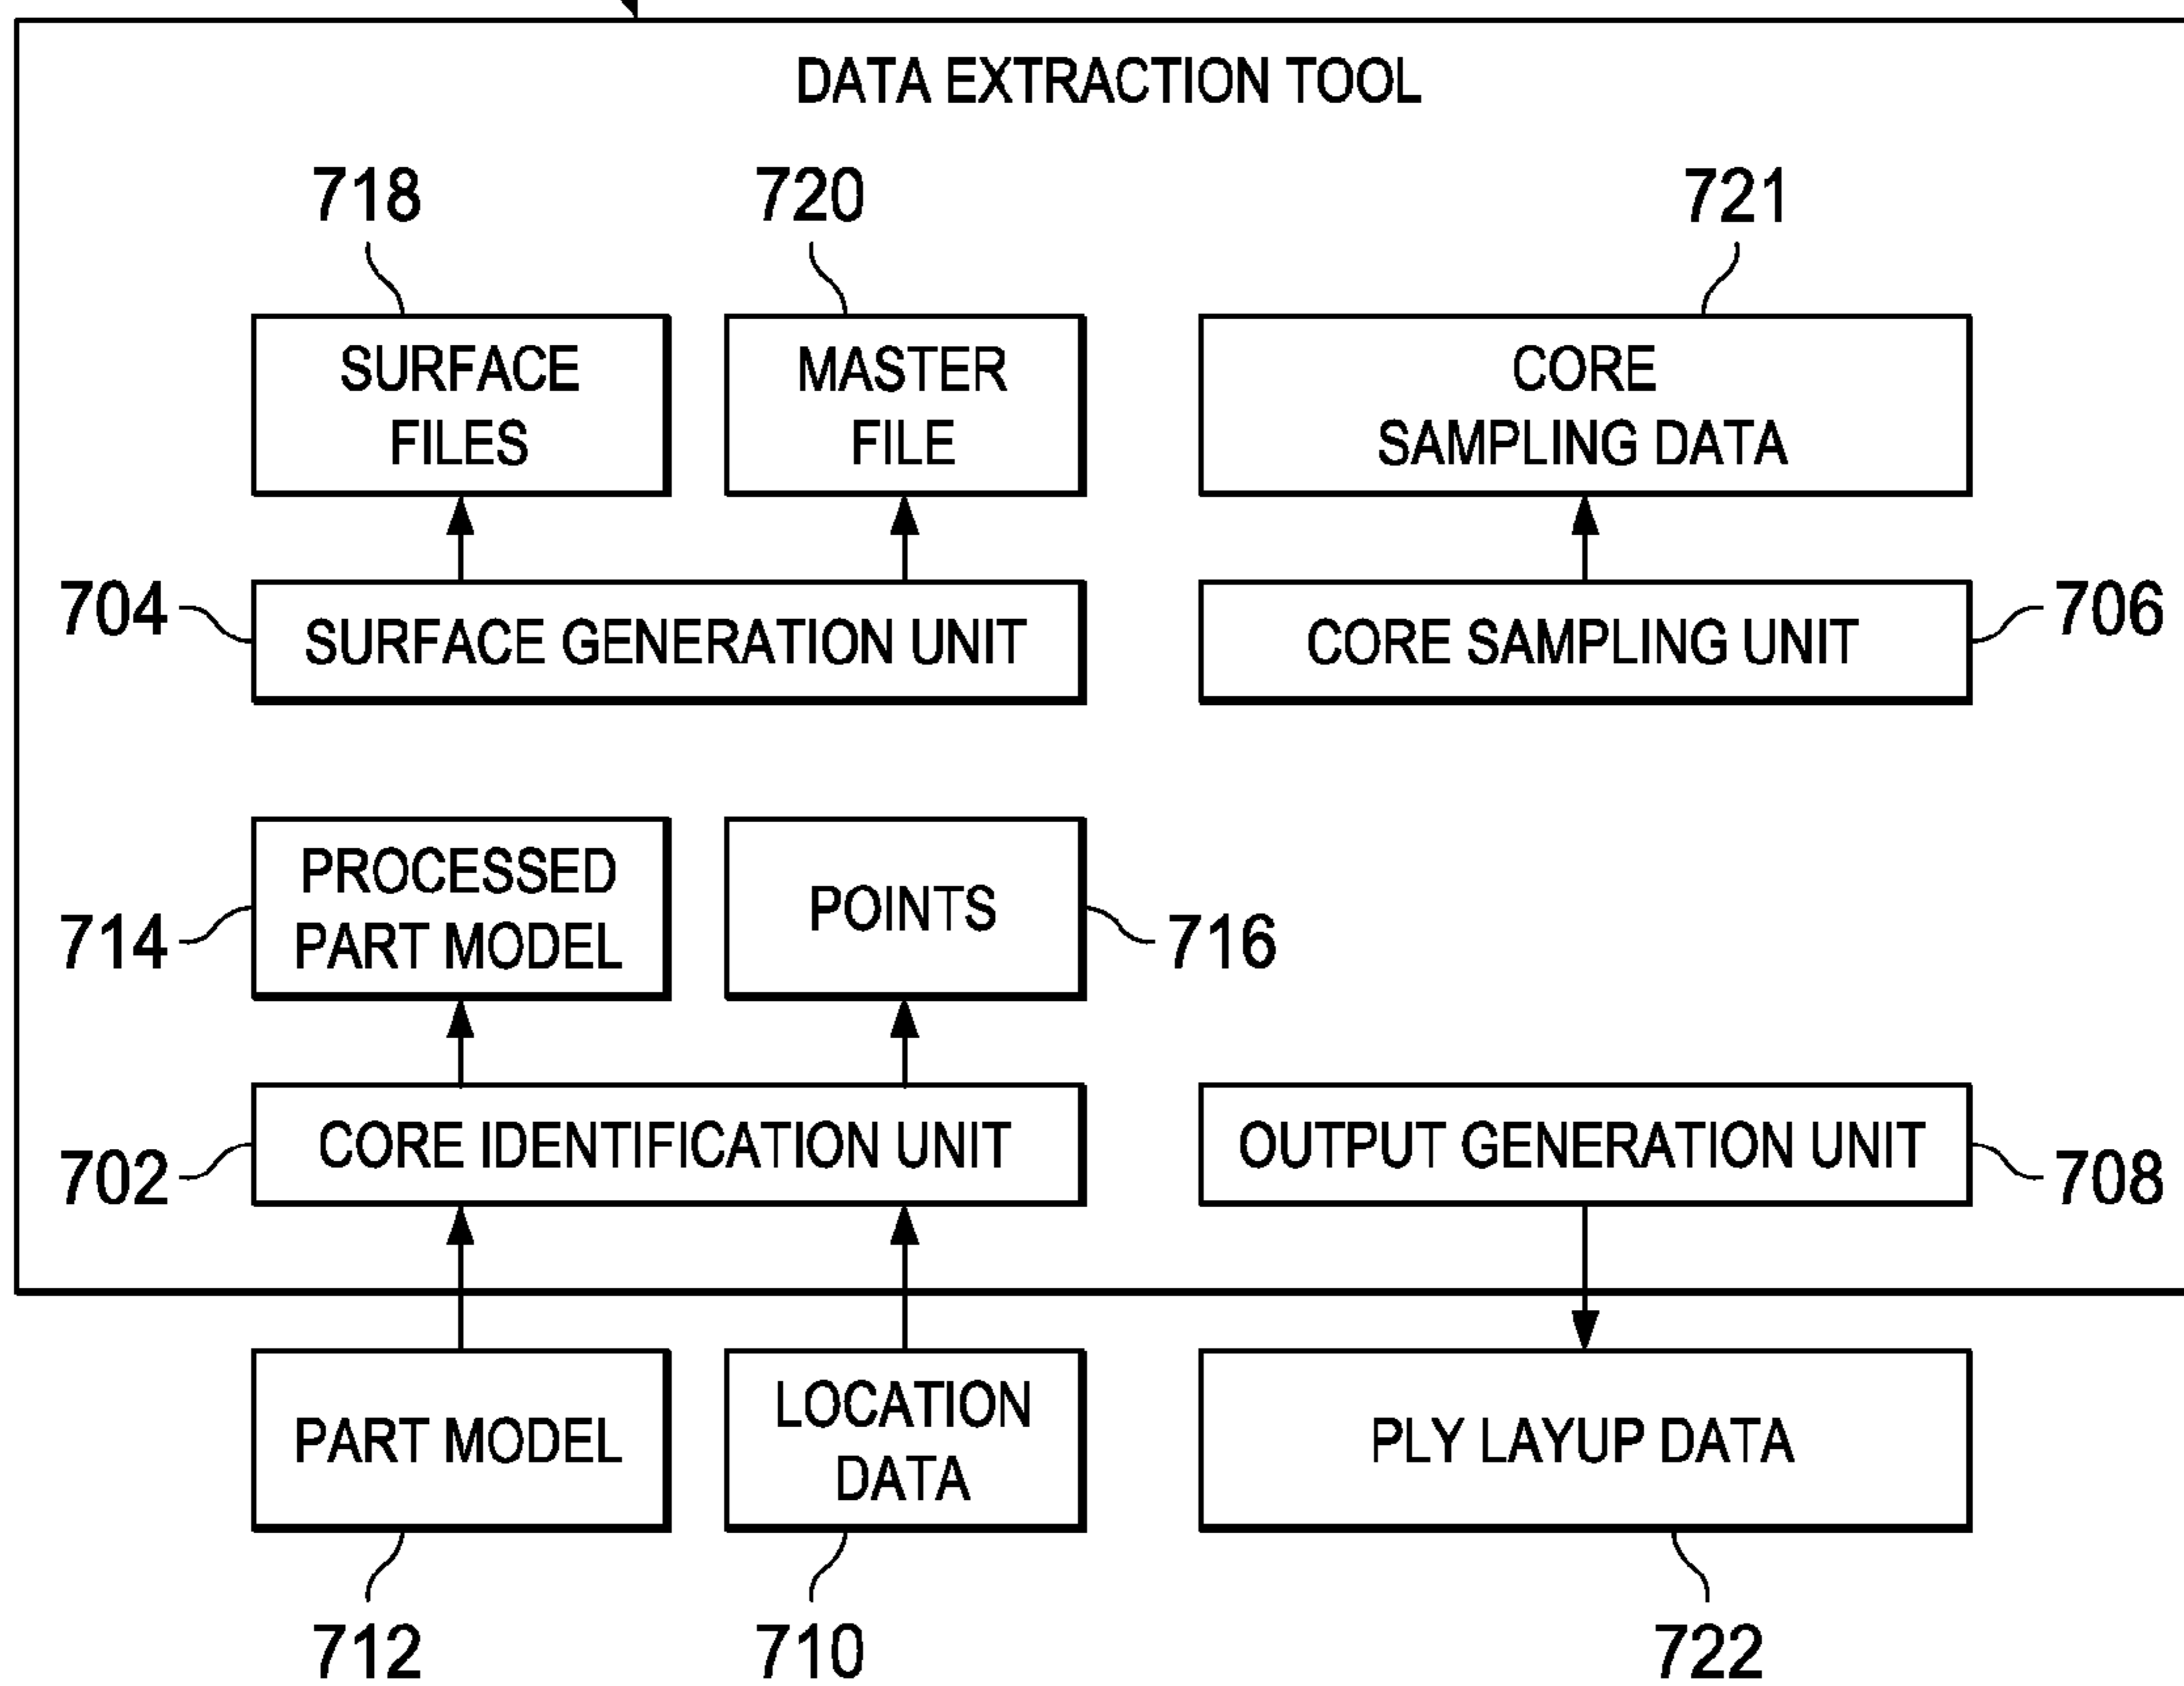 DATA EXTRACTION TOOL
718
720
721
SURFACE
FILES
MASTER
FILE
CORE
SAMPLING DATA
704
SURFACE GENERATION UNIT
CORE SAMPLING UNIT
706
714
PROCESSED
PART MODEL
POINTS
716
702
CORE IDENTIFICATION UNIT
OUTPUT GENERATION UNIT
708
PART MODEL
LOCATION
DATA
PLY LAYUP DATA
712
710
722